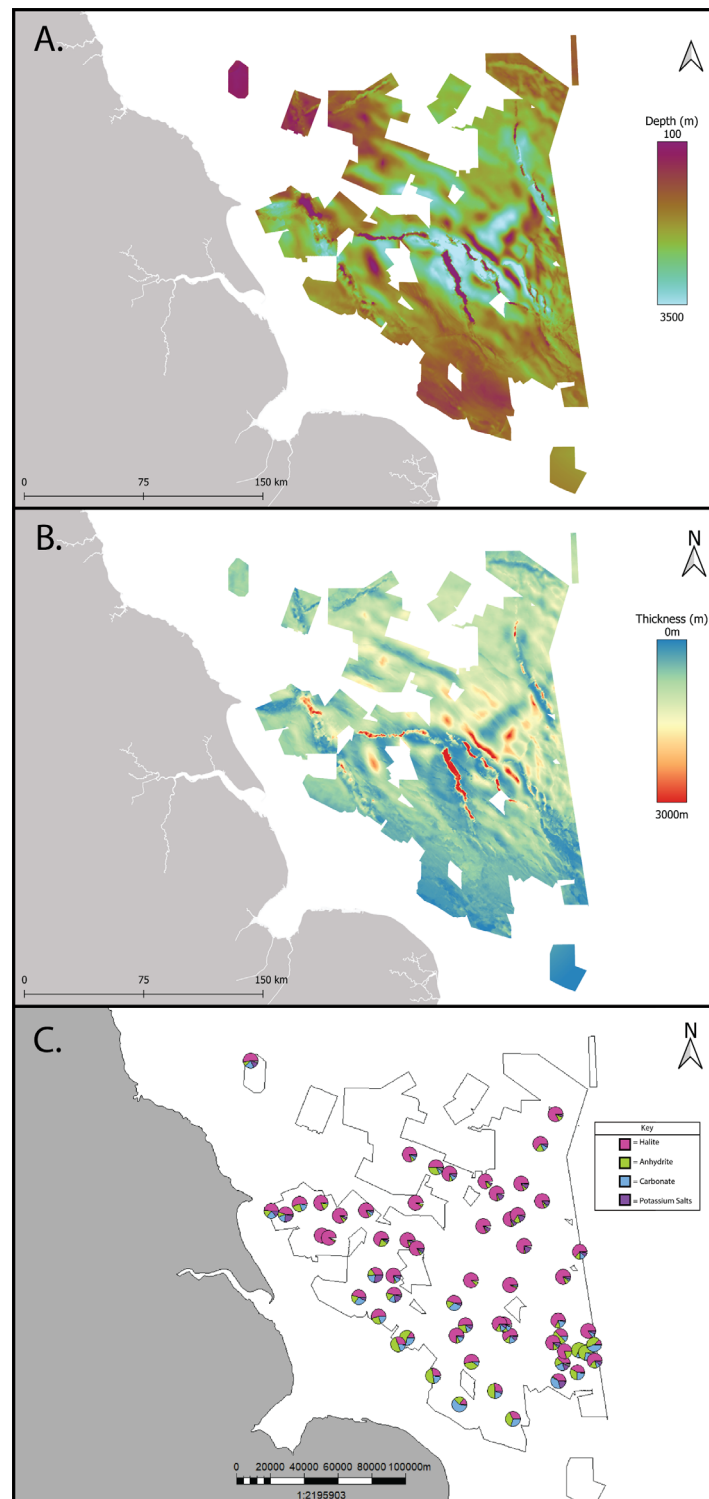 A.
Depth (m)
100
3500
0
75
150 km
B.
N
Thickness (m)
0m
3000m
0
75
150 km
C.
N
Key
= Halite
= Anhydrite
= Carbonate
= Potassium Salts
0 20000 40000 60000 80000 100000m
1:2195903